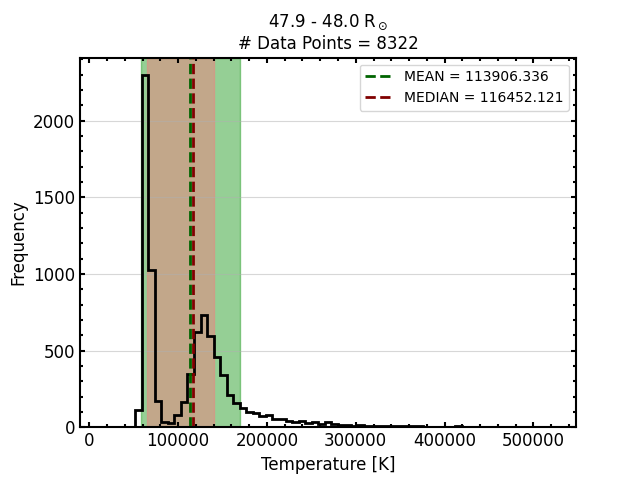 47.9 - 48.0 R⊙
# Data Points = 8322
MEAN = 113906.336
MEDIAN = 116452.121
Frequency
2000
1500
1000
500
0
0 100000 200000 300000 400000 500000
Temperature [K]